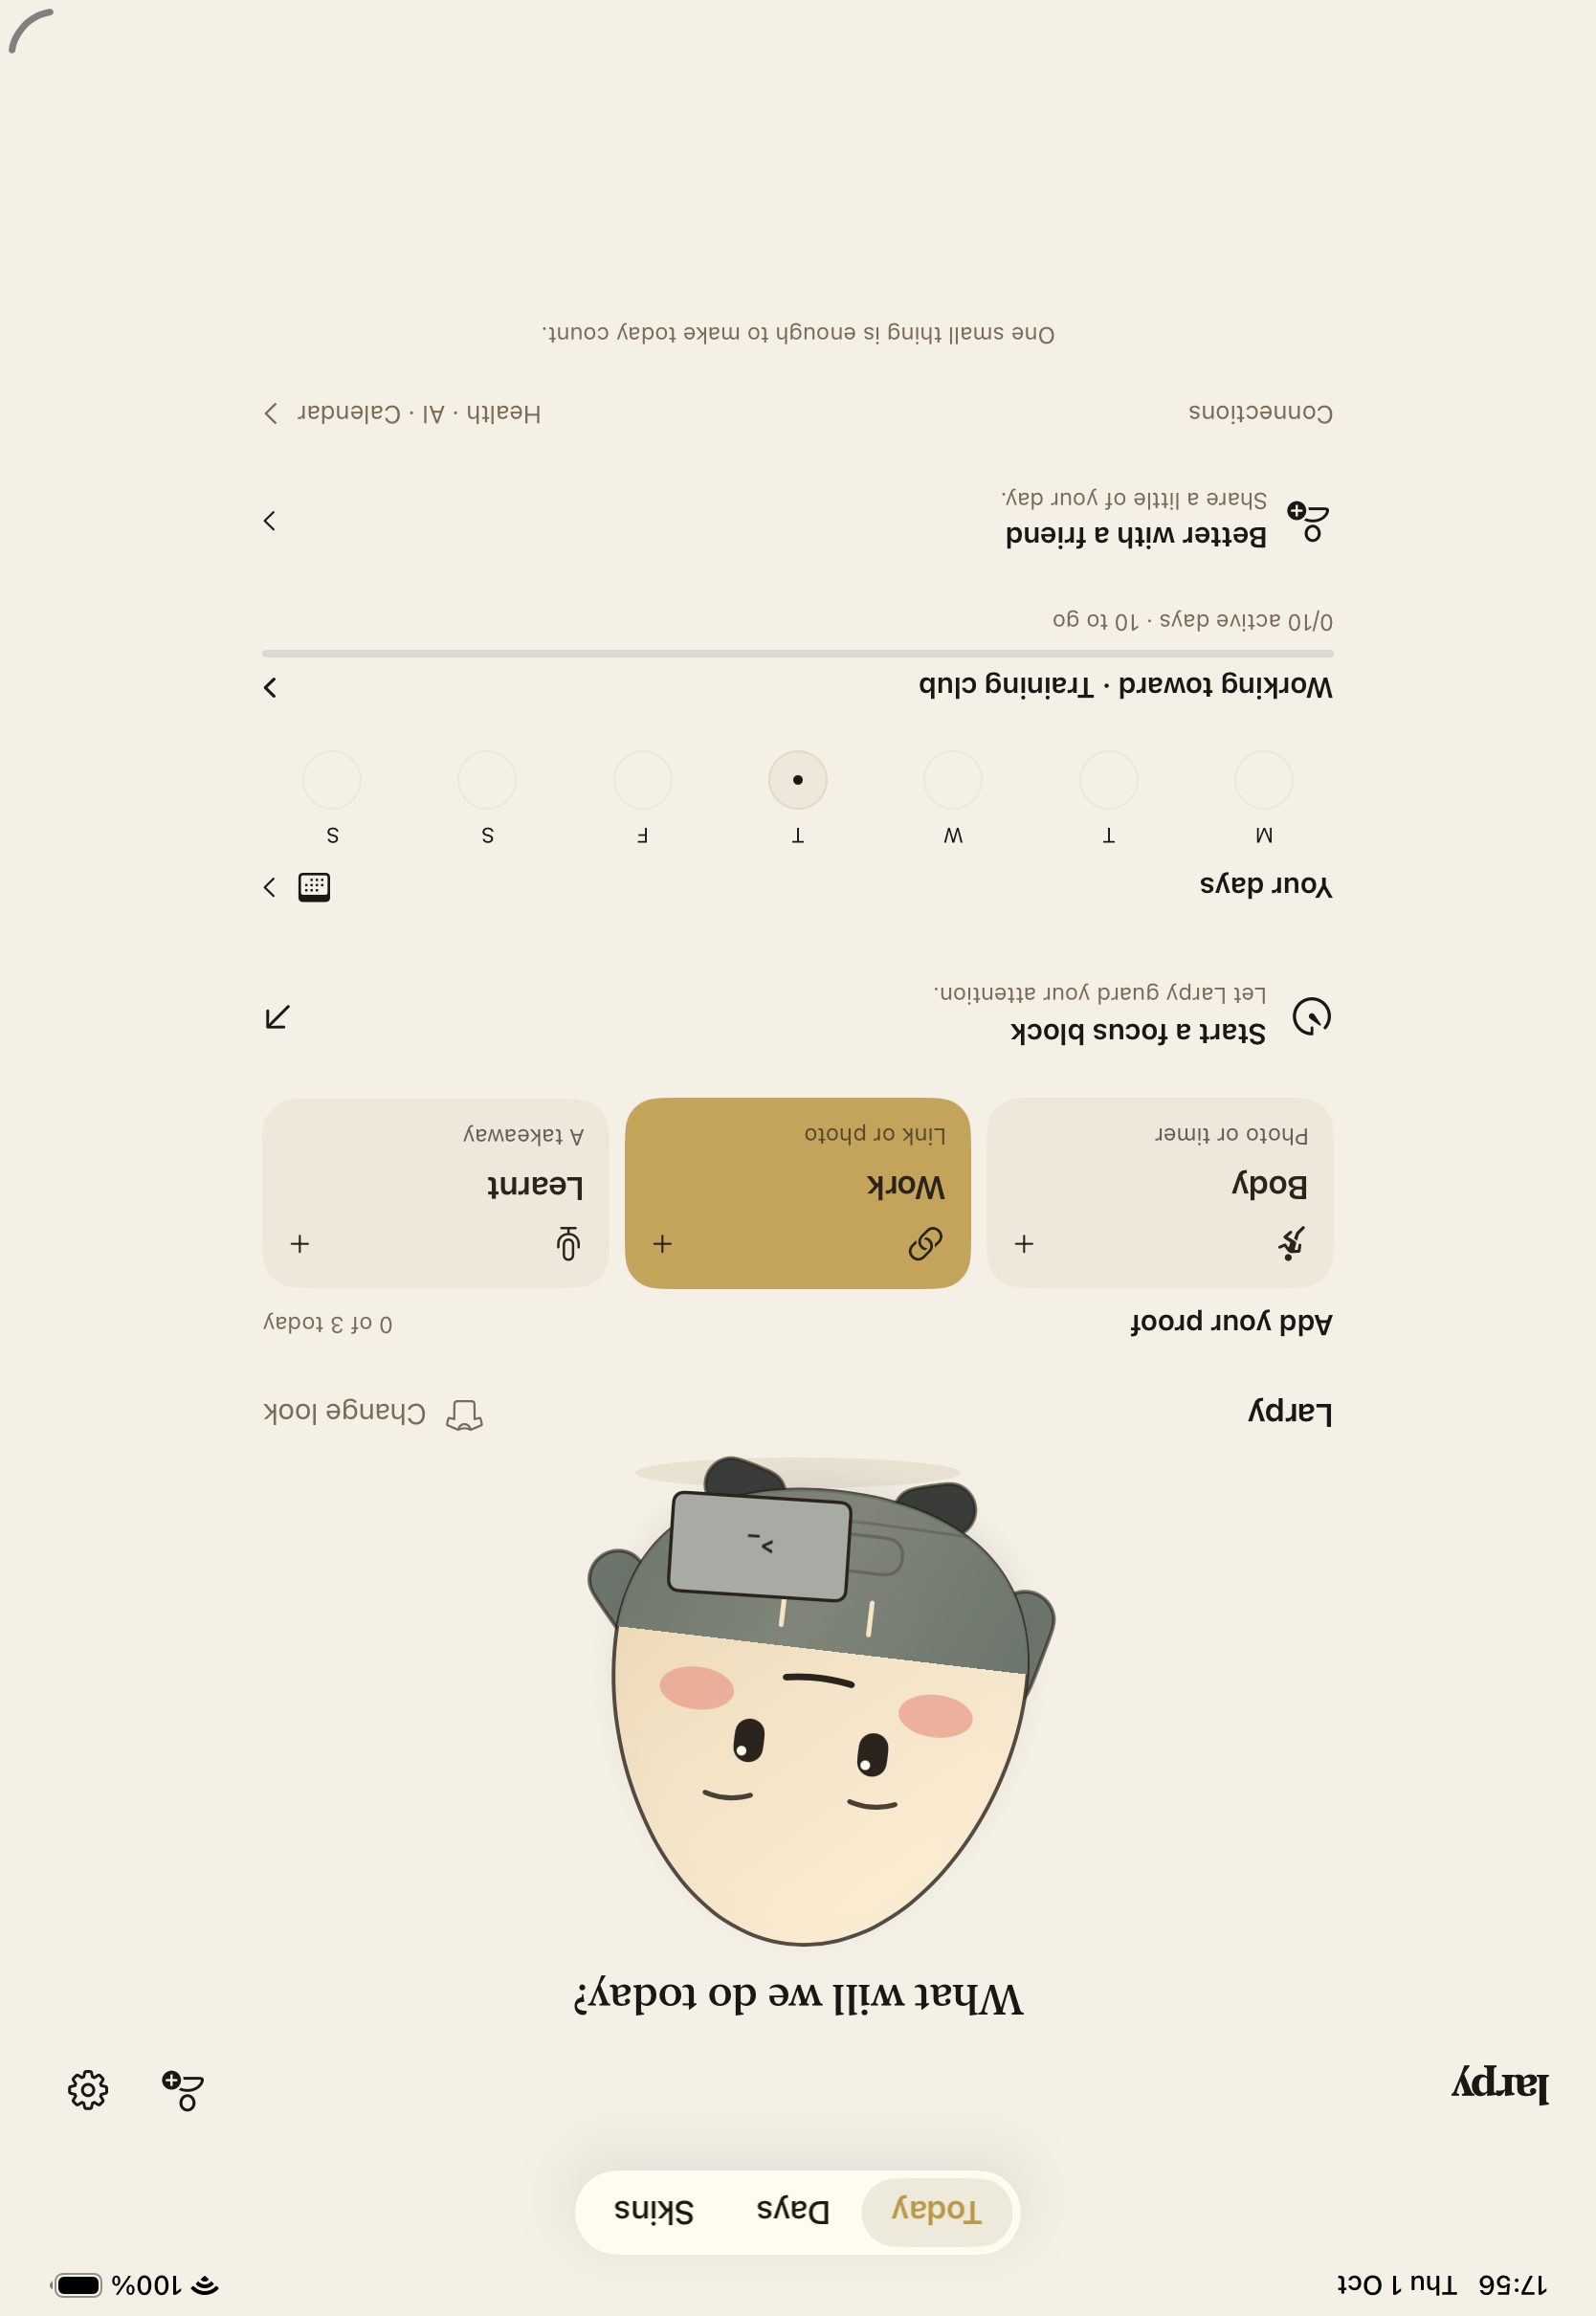 17:56 Thu 1 Oct
100%
Today Days Skins
larpy
What will we do today?
>_
Larpy
Change look
Add your proof
0 of 3 today
Body
Photo or timer
Work
Link or photo
Learnt
A takeaway
Start a focus block
Let Larpy guard your attention.
Your days
M T W T F S S
Working toward · Training club
0/10 active days · 10 to go
Better with a friend
Share a little of your day.
Connections
Health · AI · Calendar
One small thing is enough to make today count.